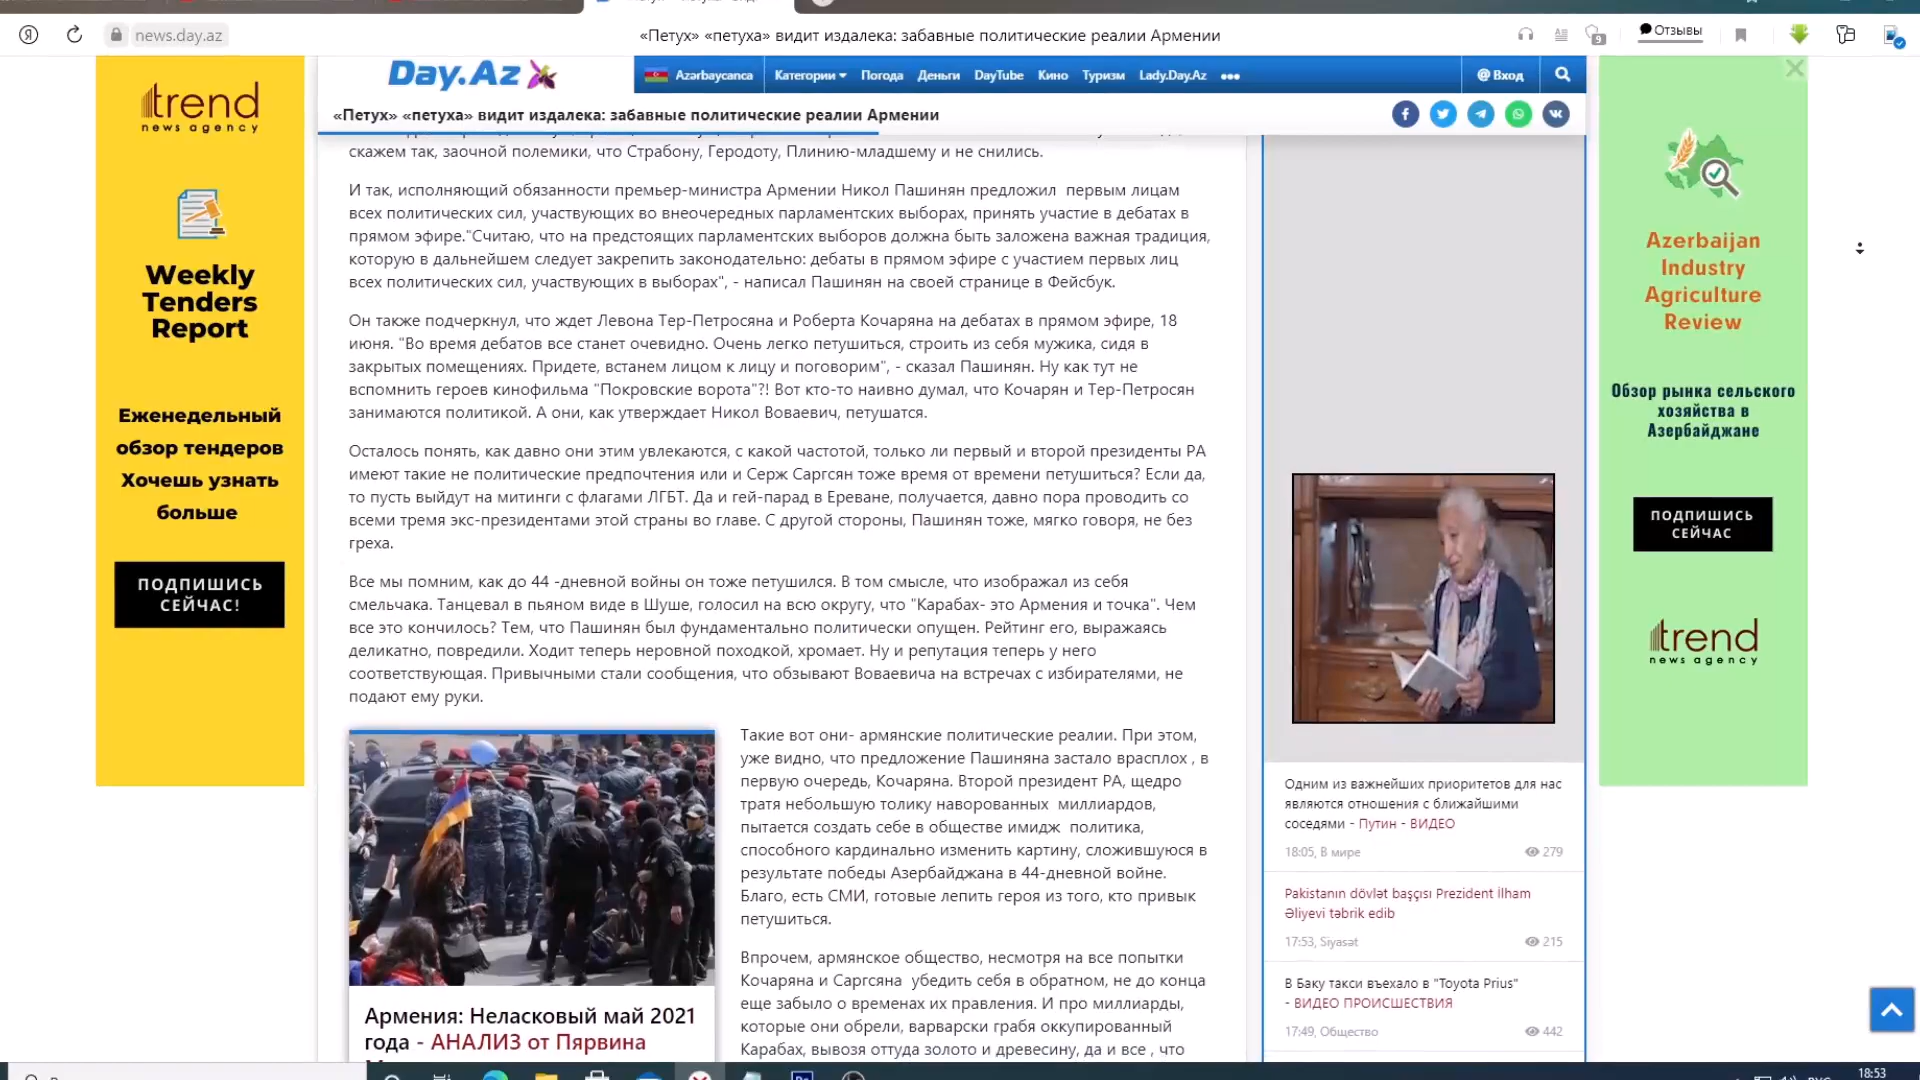 news.day.az
«Петух» «петуха» видит издалека: забавные политические реалии Армении
9
Отзывы
Day.Az
Azərbaycanca
Категории
Погода
Деньги
DayTube
Кино
Туризм
Lady.Day.Az
Вход
«Петух» «петуха» видит издалека: забавные политические реалии Армении
скажем так, заочной полемики, что Страбону, Геродоту, Плинию-младшему и не снились.
И так, исполняющий обязанности премьер-министра Армении Никол Пашинян предложил первым лицам
всех политических сил, участвующих во внеочередных парламентских выборах, принять участие в дебатах в
прямом эфире."Считаю, что на предстоящих парламентских выборов должна быть заложена важная традиция,
которую в дальнейшем следует закрепить законодательно: дебаты в прямом эфире с участием первых лиц
всех политических сил, участвующих в выборах", - написал Пашинян на своей странице в Фейсбук.
Он также подчеркнул, что ждет Левона Тер-Петросяна и Роберта Кочаряна на дебатах в прямом эфире, 18
июня. "Во время дебатов все станет очевидно. Очень легко петушиться, строить из себя мужика, сидя в
закрытых помещениях. Придете, встанем лицом к лицу и поговорим", - сказал Пашинян. Ну как тут не
вспомнить героев кинофильма "Покровские ворота"?! Вот кто-то наивно думал, что Кочарян и Тер-Петросян
занимаются политикой. А они, как утверждает Никол Воваевич, петушатся.
Осталось понять, как давно они этим увлекаются, с какой частотой, только ли первый и второй президенты РА
имеют такие не политические предпочтения или и Серж Саргсян тоже время от времени петушиться? Если да,
то пусть выйдут на митинги с флагами ЛГБТ. Да и гей-парад в Ереване, получается, давно пора проводить со
всеми тремя экс-президентами этой страны во главе. С другой стороны, Пашинян тоже, мягко говоря, не без
греха.
Все мы помним, как до 44 -дневной войны он тоже петушился. В том смысле, что изображал из себя
смельчака. Танцевал в пьяном виде в Шуше, голосил на всю округу, что "Карабах- это Армения и точка". Чем
все это кончилось? Тем, что Пашинян был фундаментально политически опущен. Рейтинг его, выражаясь
деликатно, повредили. Ходит теперь неровной походкой, хромает. Ну и репутация теперь у него
соответствующая. Привычными стали сообщения, что обзывают Воваевича на встречах с избирателями, не
подают ему руки.
Такие вот они- армянские политические реалии. При этом,
уже видно, что предложение Пашиняна застало врасплох , в
первую очередь, Кочаряна. Второй президент РА, щедро
тратя небольшую толику наворованных миллиардов,
пытается создать себе в обществе имидж политика,
способного кардинально изменить картину, сложившуюся в
результате победы Азербайджана в 44-дневной войне.
Благо, есть СМИ, готовые лепить героя из того, кто привык
петушиться.
Впрочем, армянское общество, несмотря на все попытки
Кочаряна и Саргсяна убедить себя в обратном, не до конца
еще забыло о временах их правления. И про миллиарды,
которые они обрели, варварски грабя оккупированный
Карабах, вывозя оттуда золото и древесину, да и все , что
Армения: Неласковый май 2021
года - АНАЛИЗ от Пярвина
trend
news agency
Weekly
Tenders
Report
Еженедельный
обзор тендеров
Хочешь узнать
больше
ПОДПИШИСЬ
СЕЙЧАС!
Одним из важнейших приоритетов для нас
являются отношения с ближайшими
соседями - Путин - ВИДЕО
18:05, В мире
279
Pakistanın dövlət başçısı Prezident İlham
Əliyevi təbrik edib
17:53, Siyasət
215
В Баку такси въехало в "Toyota Prius"
- ВИДЕО ПРОИСШЕСТВИЯ
17:49, Общество
442
Azerbaijan
Industry
Agriculture
Review
Обзор рынка сельского
хозяйства в
Азербайджане
ПОДПИШИСЬ
СЕЙЧАС
trend
news agency
18:53